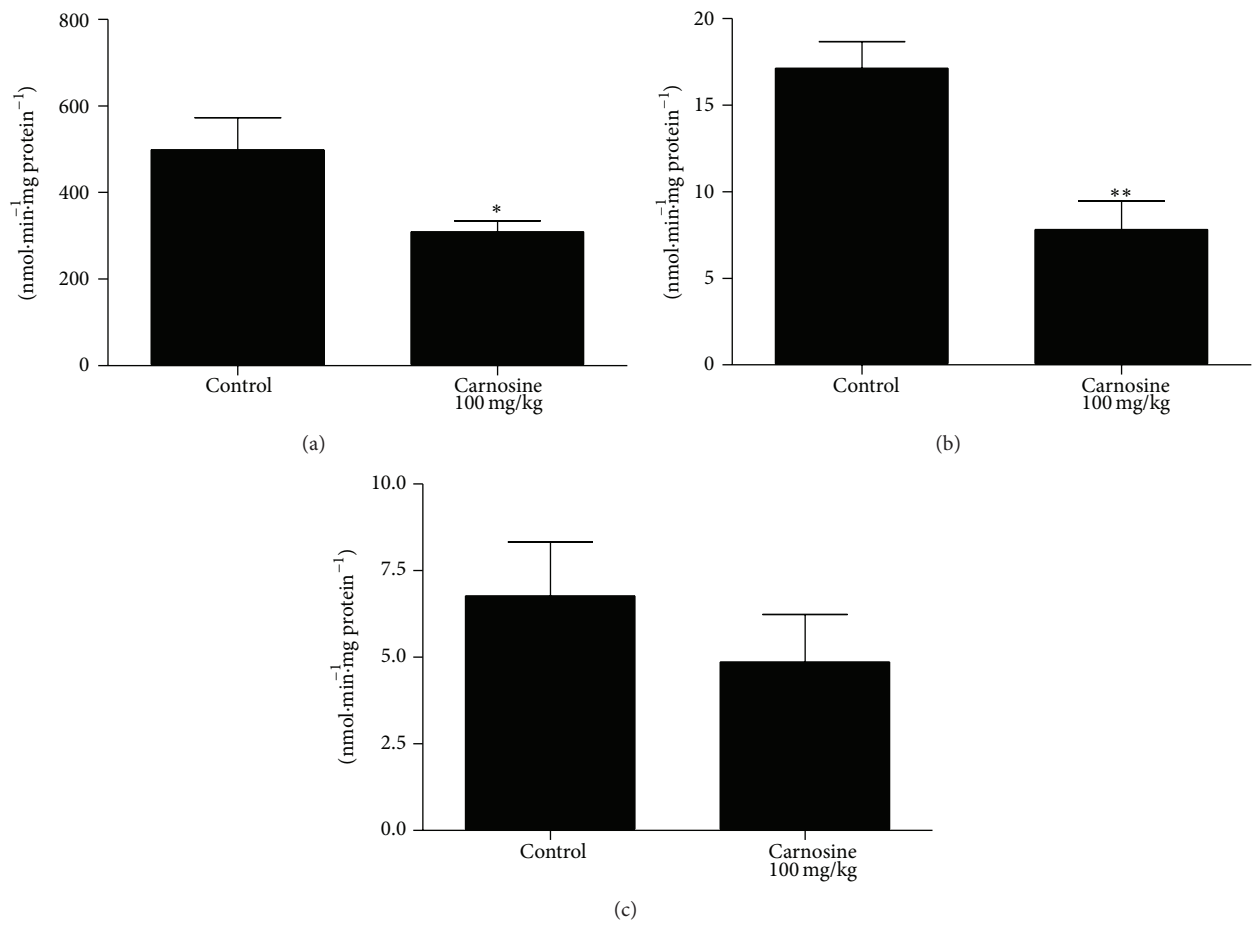 (nmol·min⁻¹·mg protein⁻¹)
800
600
400
200
0
*
Control
Carnosine
100 mg/kg
(a)
(nmol·min⁻¹·mg protein⁻¹)
20
15
10
5
0
**
Control
Carnosine
100 mg/kg
(b)
(nmol·min⁻¹·mg protein⁻¹)
10.0
7.5
5.0
2.5
0.0
Control
Carnosine
100 mg/kg
(c)